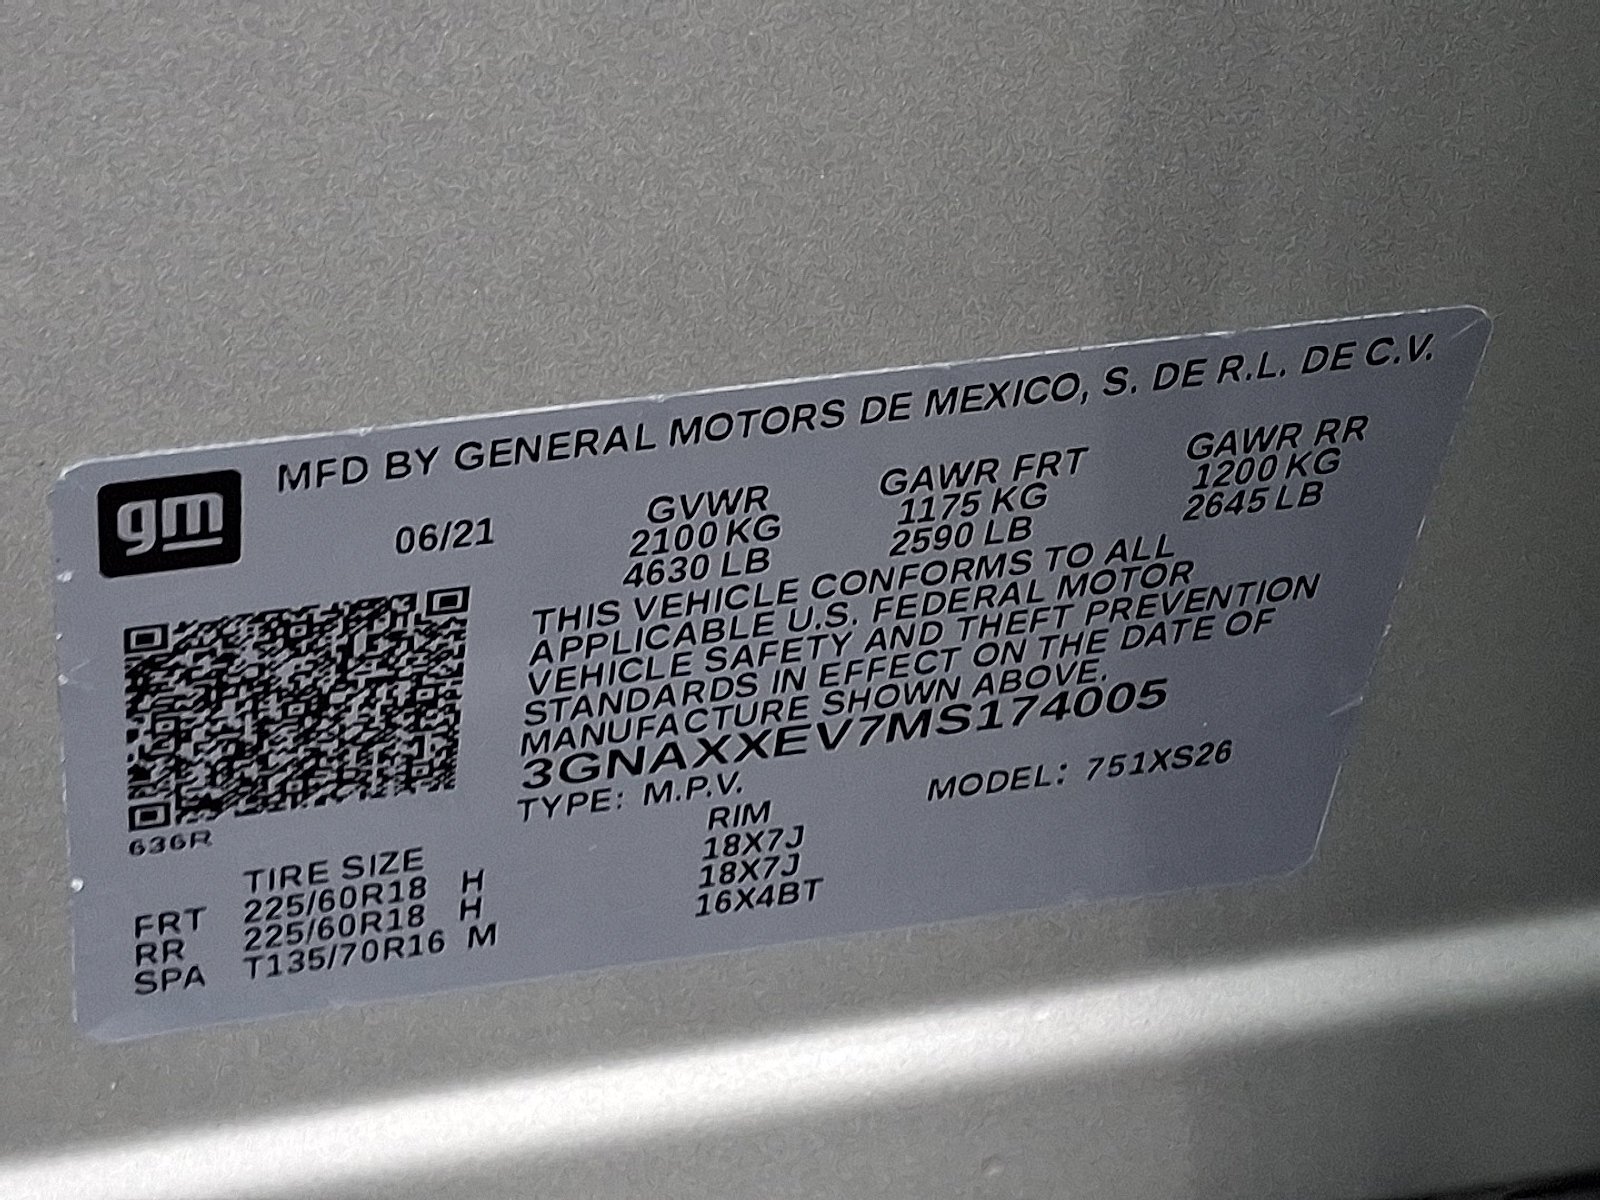 gm
MFD BY GENERAL MOTORS DE MEXICO, S. DE R.L. DE C.V.
06/21
GVWR GAWR FRT GAWR RR
2100 KG 1175 KG 1200 KG
4630 LB 2590 LB 2645 LB
THIS VEHICLE CONFORMS TO ALL
APPLICABLE U.S. FEDERAL MOTOR
VEHICLE SAFETY AND THEFT PREVENTION
STANDARDS IN EFFECT ON THE DATE OF
MANUFACTURE SHOWN ABOVE.
3GNAXXEV7MS174005
TYPE: M.P.V. MODEL: 751XS26
636R
TIRE SIZE RIM
FRT 225/60R18 H 18X7J
RR 225/60R18 H 18X7J
SPA T135/70R16 M 16X4BT